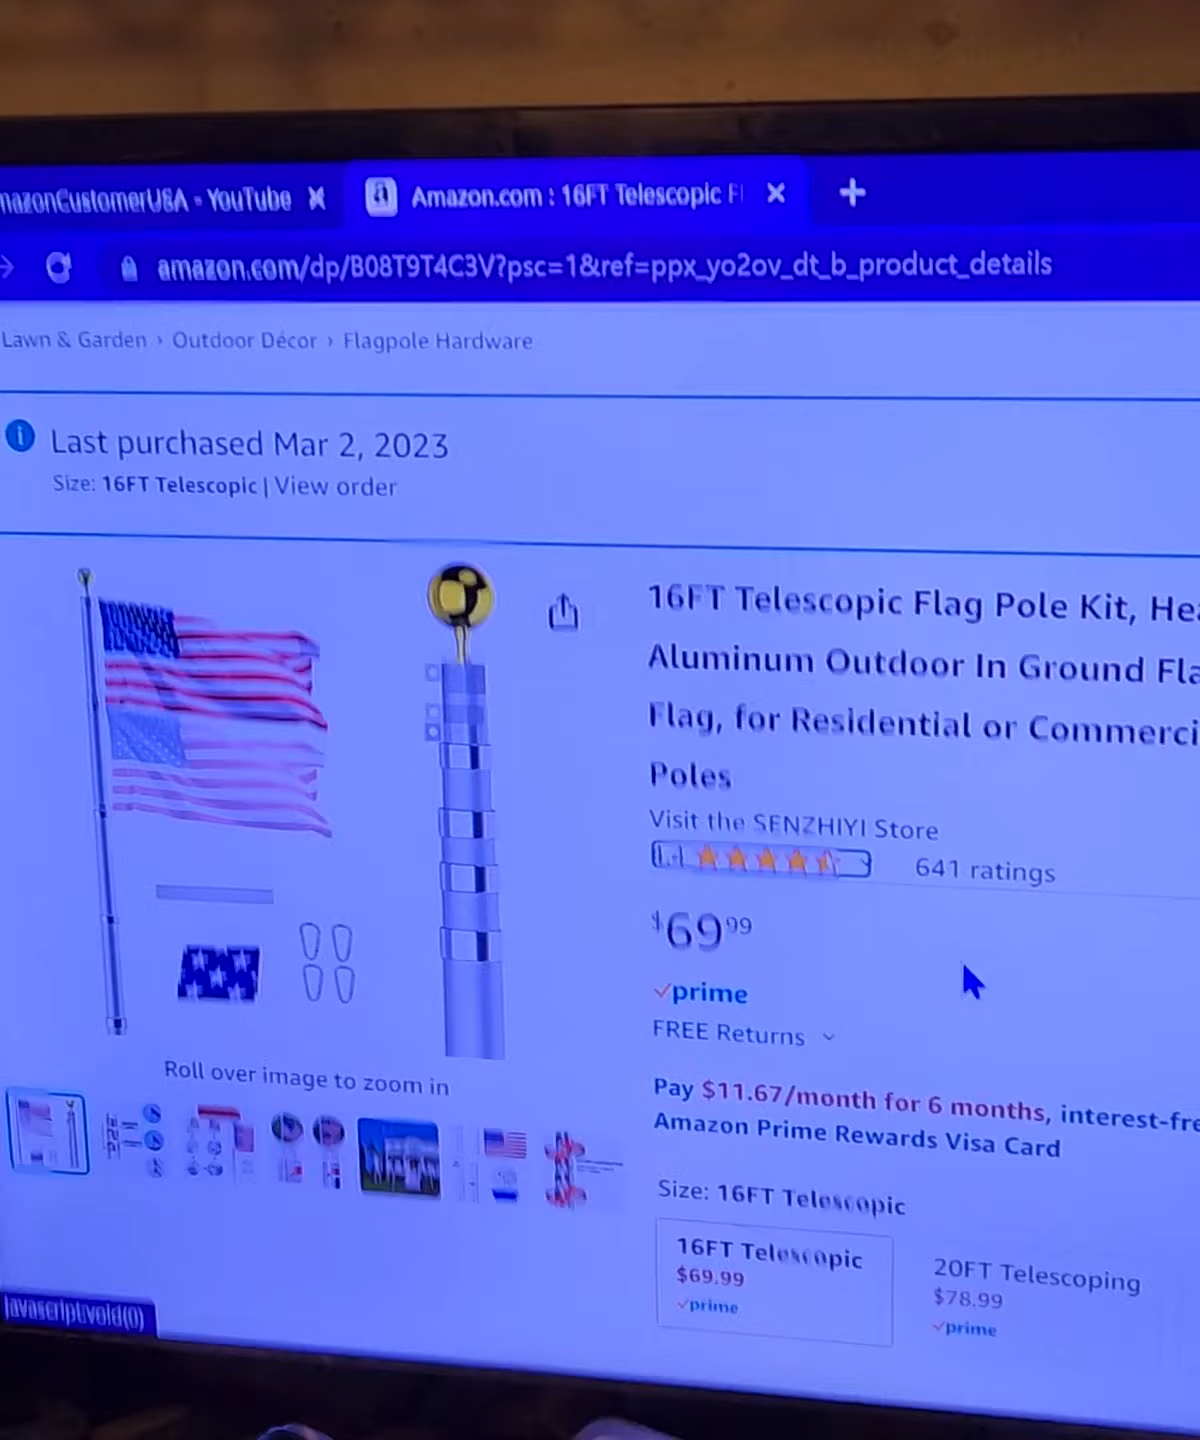 mazonCustomerUSA - YouTube
Amazon.com : 16FT Telescopic Fl
amazon.com/dp/B08T9T4C3V?psc=1&ref=ppx_yo2ov_dt_b_product_details
Lawn & Garden › Outdoor Décor › Flagpole Hardware
Last purchased Mar 2, 2023
Size: 16FT Telescopic | View order
16FT Telescopic Flag Pole Kit, Hea
Aluminum Outdoor In Ground Fla
Flag, for Residential or Commerci
Poles
Visit the SENZHIYI Store
641 ratings
$69.99
prime
FREE Returns
Pay $11.67/month for 6 months, interest-fre
Amazon Prime Rewards Visa Card
Roll over image to zoom in
Size: 16FT Telescopic
16FT Telescopic
$69.99
prime
20FT Telescoping
$78.99
prime
javascript:void(0)